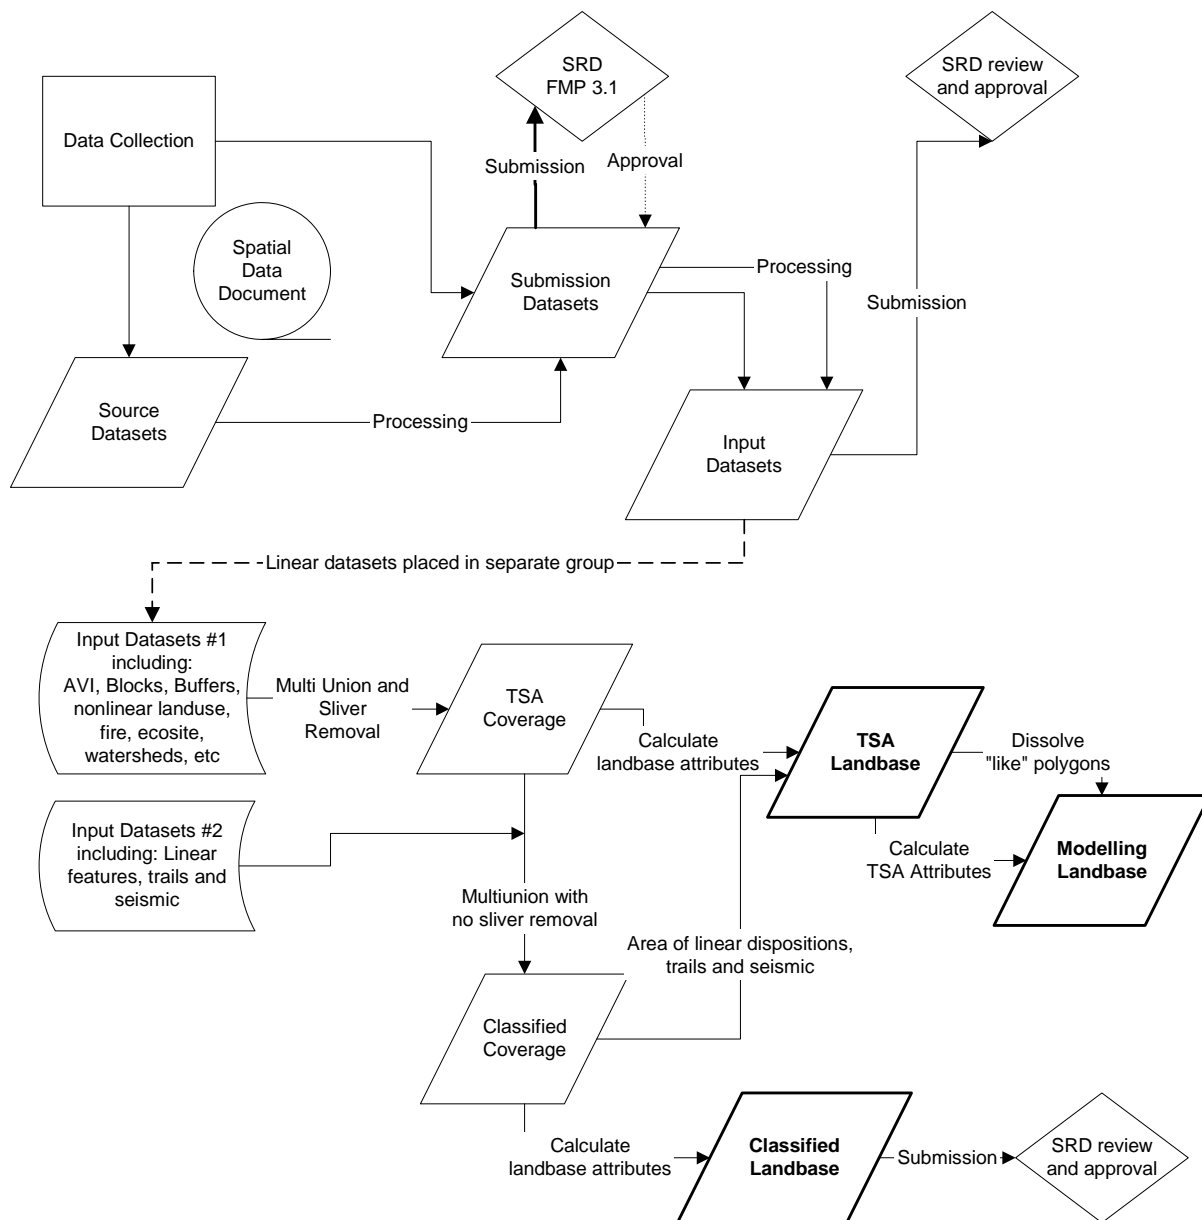 SRD
FMP 3.1
SRD review
and approval
Data Collection
Submission
Approval
Spatial
Data
Document
Submission
Datasets
Processing
Submission
Source
Datasets
Processing
Input
Datasets
Linear datasets placed in separate group
Input Datasets #1
including:
AVI, Blocks, Buffers,
nonlinear landuse,
fire, ecosite,
watersheds, etc
Multi Union and
Sliver
Removal
TSA
Coverage
Calculate
landbase attributes
TSA
Landbase
Dissolve
"like" polygons
Input Datasets #2
including: Linear
features, trails and
seismic
Calculate
TSA Attributes
Modelling
Landbase
Multiunion with
no sliver removal
Area of linear dispositions,
trails and seismic
Classified
Coverage
Calculate
landbase attributes
Classified
Landbase
Submission
SRD review
and approval